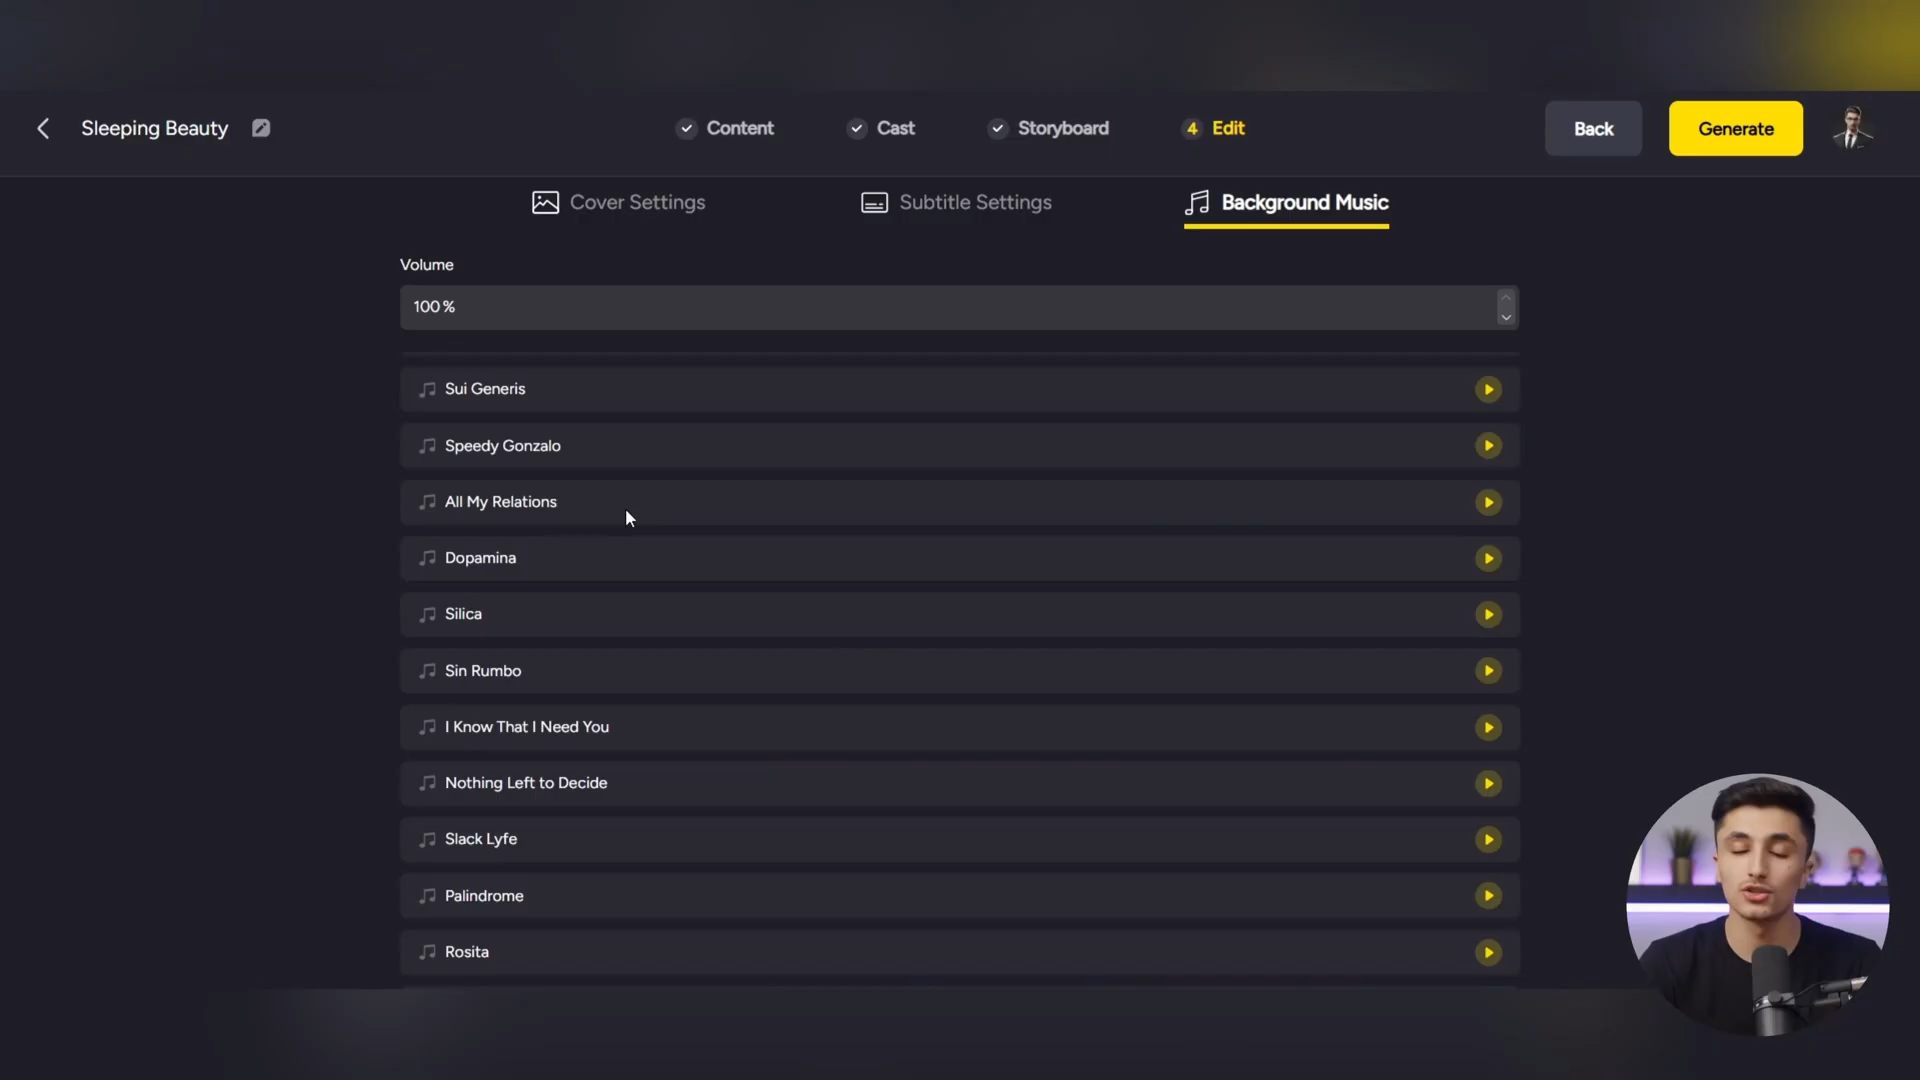 Sleeping Beauty
Content
Cast
Storyboard
4 Edit
Back
Generate
Cover Settings
Subtitle Settings
Background Music
Volume
100 %
Sui Generis
Speedy Gonzalo
All My Relations
Dopamina
Silica
Sin Rumbo
I Know That I Need You
Nothing Left to Decide
Slack Lyfe
Palindrome
Rosita